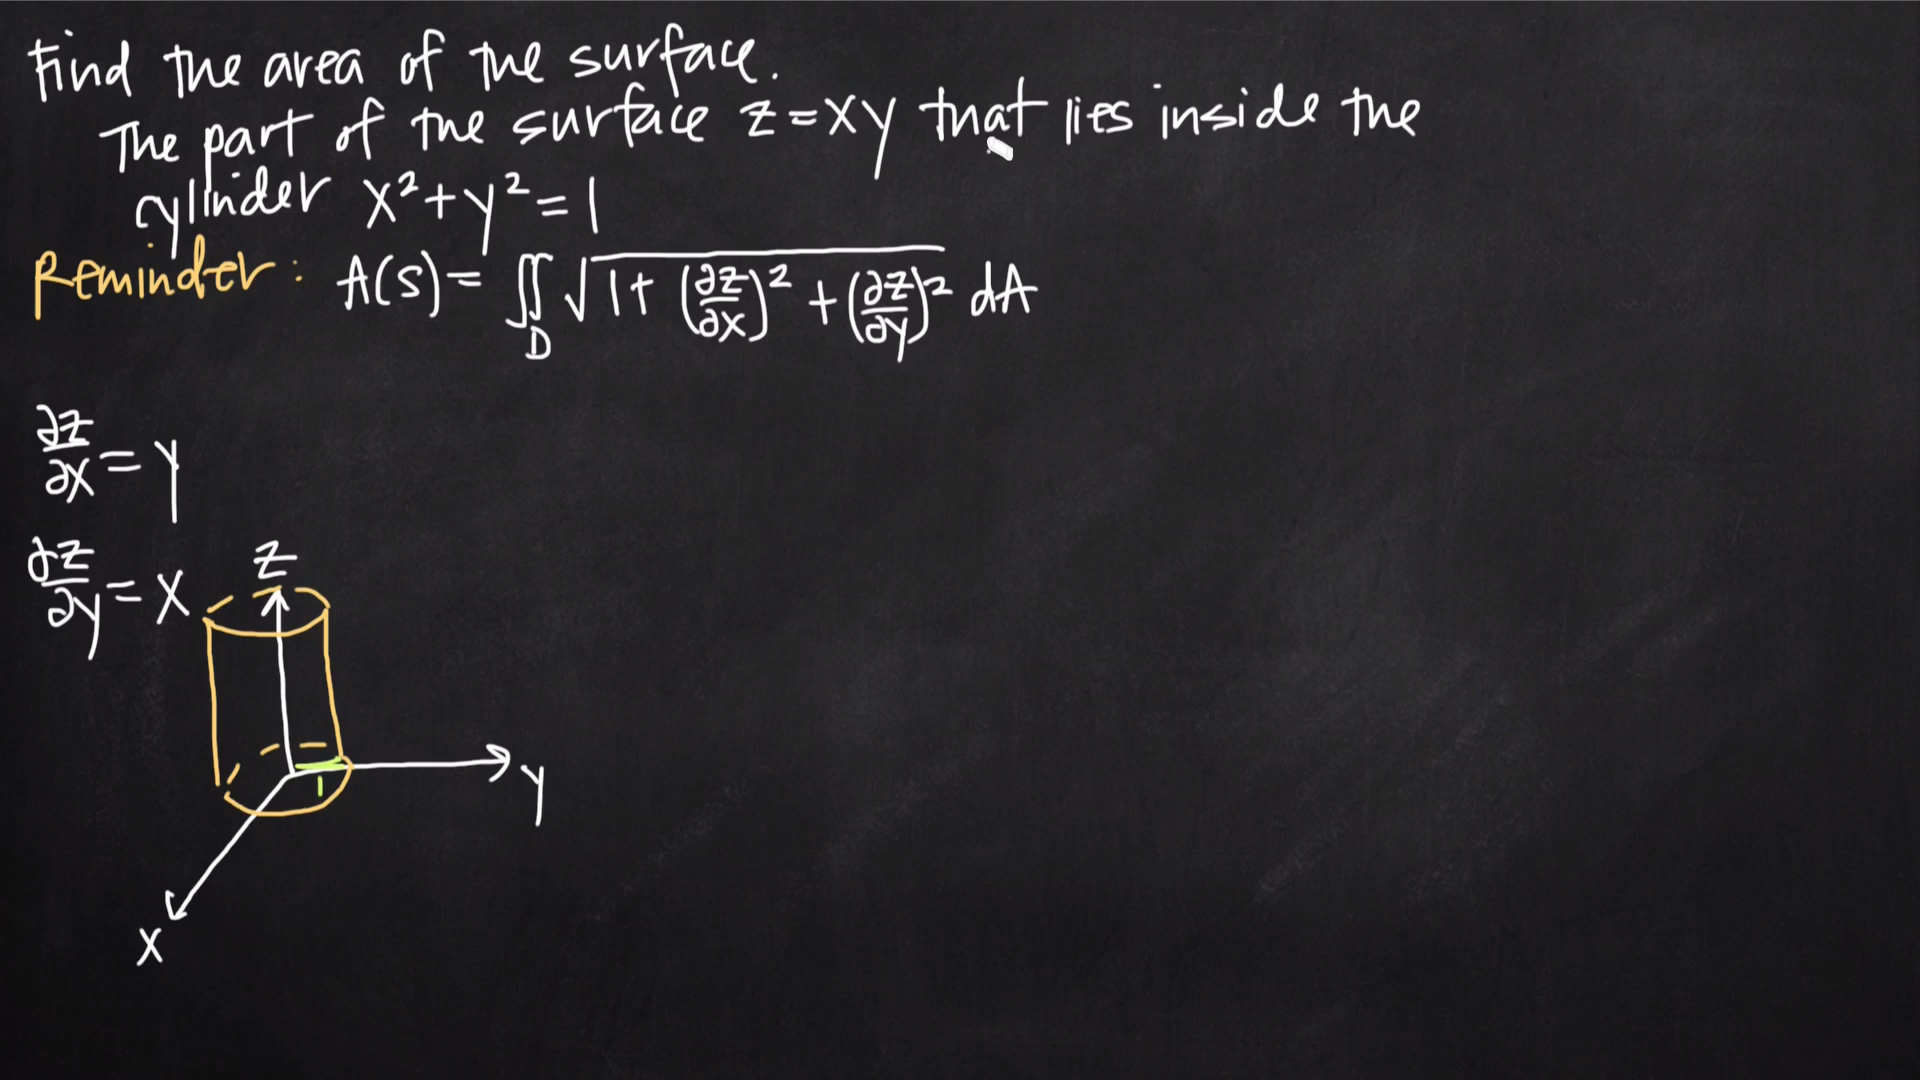 Find the area of the surface.
The part of the surface z=xy that lies inside the
cylinder x²+y²=1
Reminder: A(S)= ∬_D √(1+(∂z/∂x)²+(∂z/∂y)²) dA
∂z/∂x = y
∂z/∂y = x
z
1
y
x